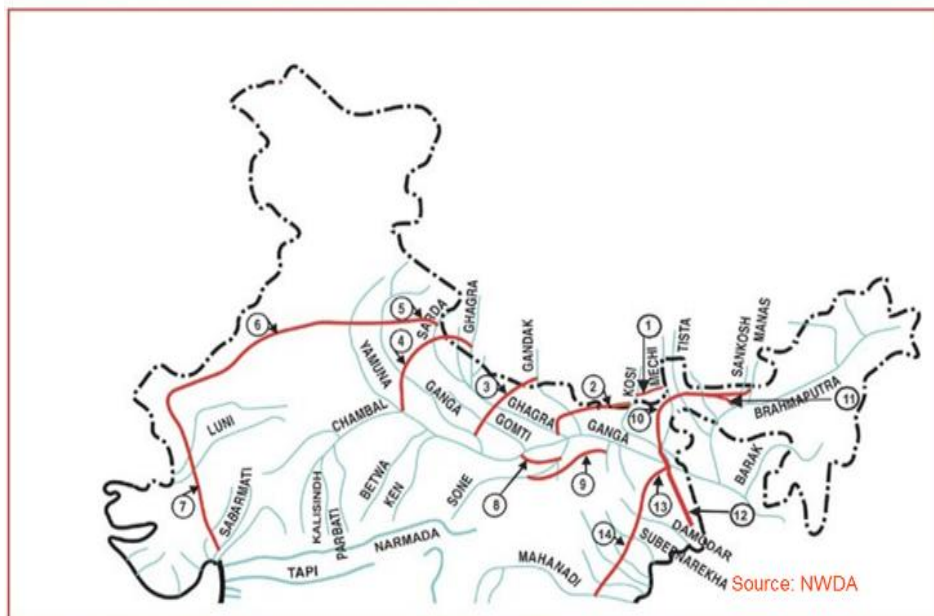 1
TISTA
SANKOSH
MANAS
5
SARDA
GHAGRA
6
4
GANDAK
KOSI
MECHI
YAMUNA
3
2
10
BRAHMAPUTRA
11
LUNI
CHAMBAL
GANGA
GHAGRA
GOMTI
GANGA
BARAK
7
SABARMATI
KALISINDH
PARBATI
BETWA
KEN
SONE
8
9
13
12
NARMADA
TAPI
14
DAMODAR
SUBERNAREKHA
MAHANADI
Source: NWDA